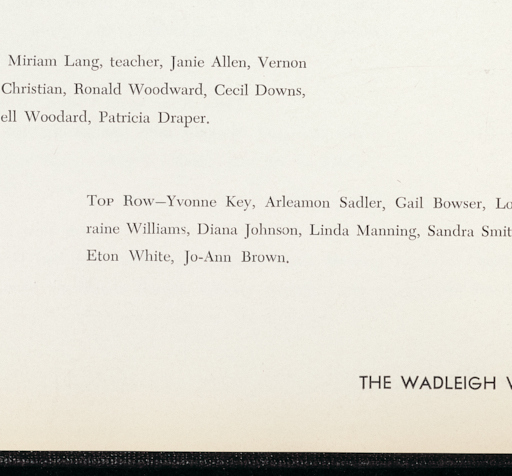 Miriam Lang, teacher, Janie Allen, Vernon
Christian, Ronald Woodward, Cecil Downs,
ell Woodard, Patricia Draper.
Top Row—Yvonne Key, Arleamon Sadler, Gail Bowser, Lo
raine Williams, Diana Johnson, Linda Manning, Sandra Smit
Eton White, Jo-Ann Brown.
THE WADLEIGH